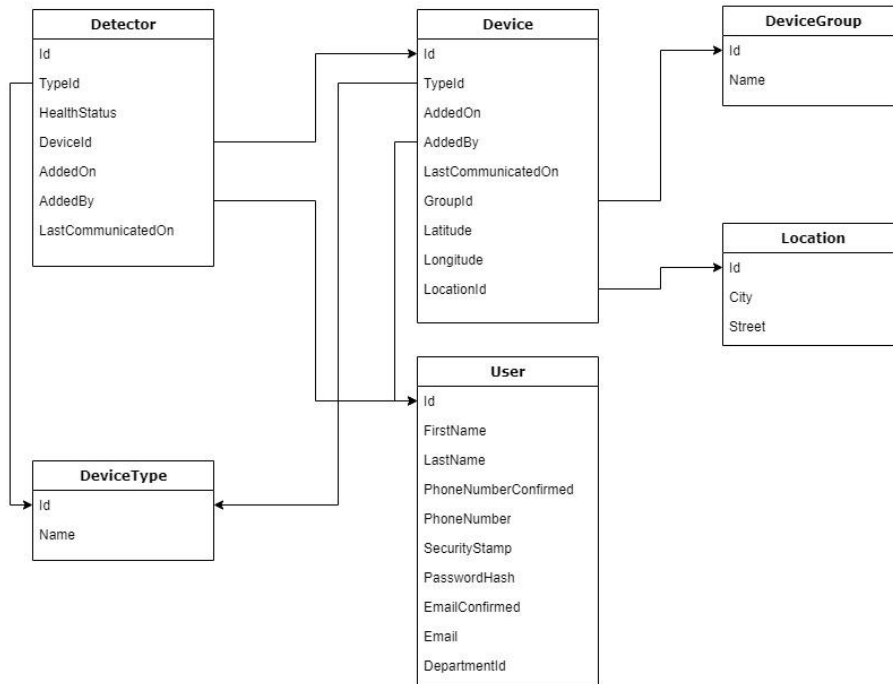 Detector
Id
TypeId
HealthStatus
DeviceId
AddedOn
AddedBy
LastCommunicatedOn
Device
Id
TypeId
AddedOn
AddedBy
LastCommunicatedOn
GroupId
Latitude
Longitude
LocationId
DeviceGroup
Id
Name
Location
Id
City
Street
DeviceType
Id
Name
User
Id
FirstName
LastName
PhoneNumberConfirmed
PhoneNumber
SecurityStamp
PasswordHash
EmailConfirmed
Email
DepartmentId